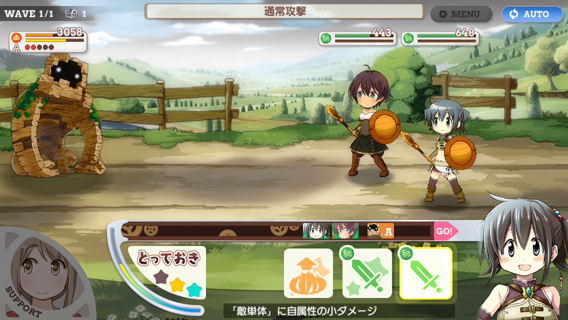 WAVE 1/1 1
通常攻撃
MENU
AUTO
3058
A
443
648
A
GO!
とっておき
SUPPORT
「敵単体」に自属性の小ダメージ